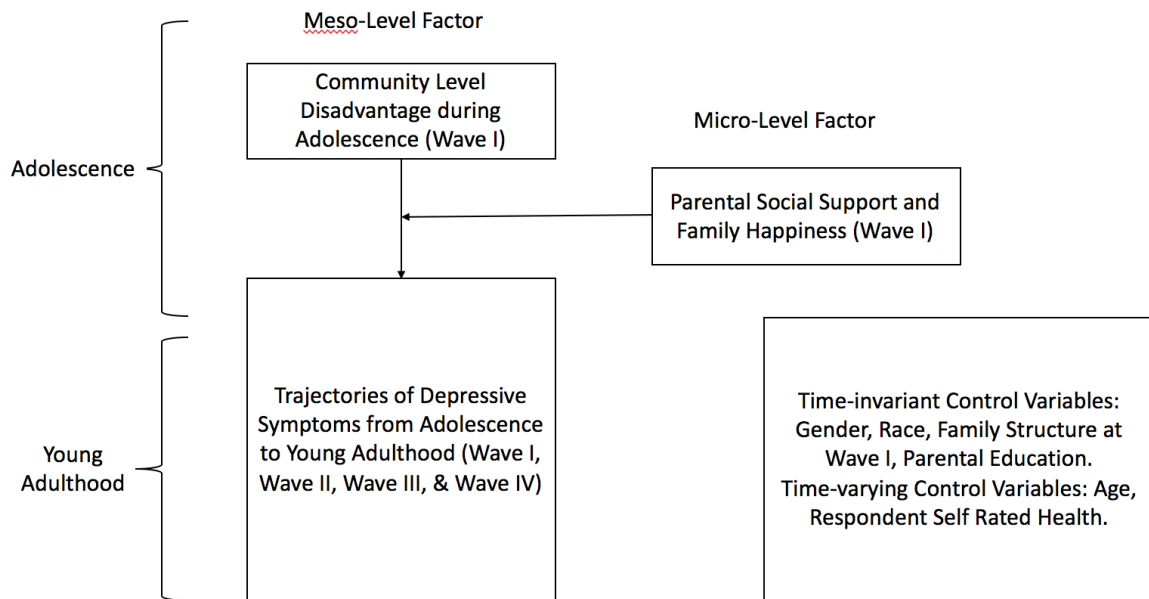 Meso-Level Factor
Community Level
Disadvantage during
Adolescence (Wave I)
Micro-Level Factor
Adolescence
Parental Social Support and
Family Happiness (Wave I)
Trajectories of Depressive
Symptoms from Adolescence
to Young Adulthood (Wave I,
Wave II, Wave III, & Wave IV)
Young
Adulthood
Time-invariant Control Variables:
Gender, Race, Family Structure at
Wave I, Parental Education.
Time-varying Control Variables: Age,
Respondent Self Rated Health.